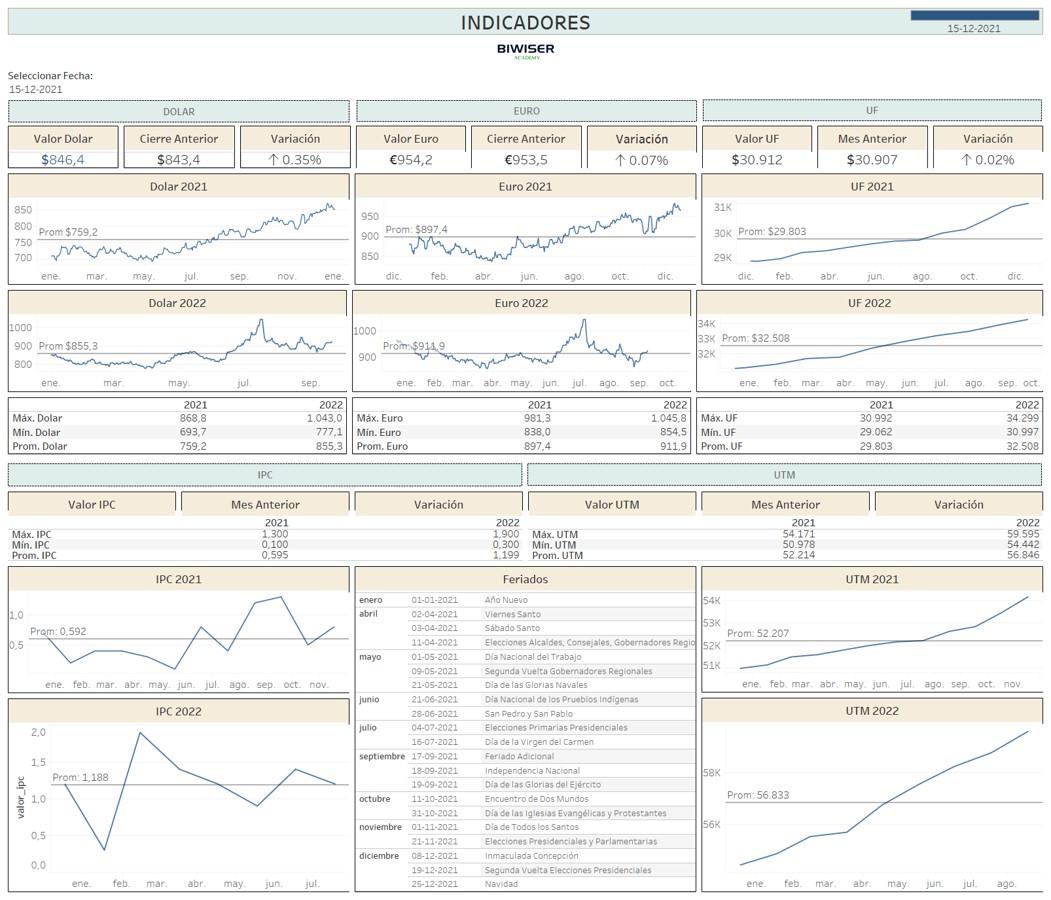 INDICADORES
15-12-2021
BIWISER
ACADEMY
Seleccionar Fecha:
15-12-2021
DOLAR
EURO
UF
Valor Dolar Cierre Anterior Variación Valor Euro Cierre Anterior Variación Valor UF Mes Anterior Variación
$846,4 $843,4 ↑ 0.35% €954,2 €953,5 ↑ 0.07% $30.912 $30.907 ↑ 0.02%
Dolar 2021
850
800
750
700
Prom $759,2
ene. mar. may. jul. sep. nov. ene.
Euro 2021
950
900
850
Prom: $897,4
dic. feb. abr. jun. ago. oct. dic.
UF 2021
31K
30K
29K
Prom: $29.803
dic. feb. abr. jun. ago. oct. dic.
Dolar 2022
1000
900
800
Prom $855,3
ene. mar. may. jul. sep.
Euro 2022
1000
900
Prom: $911,9
ene. feb. mar. abr. may. jun. jul. ago. sep. oct.
UF 2022
34K
33K
32K
Prom: $32.508
ene. feb. mar. abr. may. jun. jul. ago. sep. oct.
2021 2022
Máx. Dolar 868,8 1.043,0
Mín. Dolar 693,7 777,1
Prom. Dolar 759,2 855,3
2021 2022
Máx. Euro 981,3 1.045,8
Mín. Euro 838,0 854,5
Prom. Euro 897,4 911,9
2021 2022
Máx. UF 30.992 34.299
Mín. UF 29.062 30.997
Prom. UF 29.803 32.508
IPC
UTM
Valor IPC Mes Anterior Variación Valor UTM Mes Anterior Variación
2021 2022
Máx. IPC 1,300 1,900
Mín. IPC 0,100 0,300
Prom. IPC 0,595 1,199
2021 2022
Máx. UTM 54.171 59.595
Mín. UTM 50.978 54.442
Prom. UTM 52.214 56.846
IPC 2021
1,0
0,5
Prom: 0,592
ene. feb. mar. abr. may. jun. jul. ago. sep. oct. nov.
IPC 2022
valor_ipc
2,0
1,5
1,0
0,5
0,0
Prom: 1,188
ene. feb. mar. abr. may. jun. jul.
Feriados
enero 01-01-2021 Año Nuevo
abril 02-04-2021 Viernes Santo
03-04-2021 Sábado Santo
11-04-2021 Elecciones Alcaldes, Consejales, Gobernadores Regio
mayo 01-05-2021 Día Nacional del Trabajo
09-05-2021 Segunda Vuelta Gobernadores Regionales
21-05-2021 Día de las Glorias Navales
junio 21-06-2021 Día Nacional de los Pueblos Indígenas
28-06-2021 San Pedro y San Pablo
julio 04-07-2021 Elecciones Primarias Presidenciales
16-07-2021 Día de la Virgen del Carmen
septiembre 17-09-2021 Feriado Adicional
18-09-2021 Independencia Nacional
19-09-2021 Día de las Glorias del Ejército
octubre 11-10-2021 Encuentro de Dos Mundos
31-10-2021 Día de las Iglesias Evangélicas y Protestantes
noviembre 01-11-2021 Día de Todos los Santos
21-11-2021 Elecciones Presidenciales y Parlamentarias
diciembre 08-12-2021 Inmaculada Concepción
19-12-2021 Segunda Vuelta Elecciones Presidenciales
25-12-2021 Navidad
UTM 2021
54K
53K
52K
51K
Prom: 52.207
ene. feb. mar. abr. may. jun. jul. ago. sep. oct. nov.
UTM 2022
58K
56K
Prom: 56.833
ene. feb. mar. abr. may. jun. jul. ago.